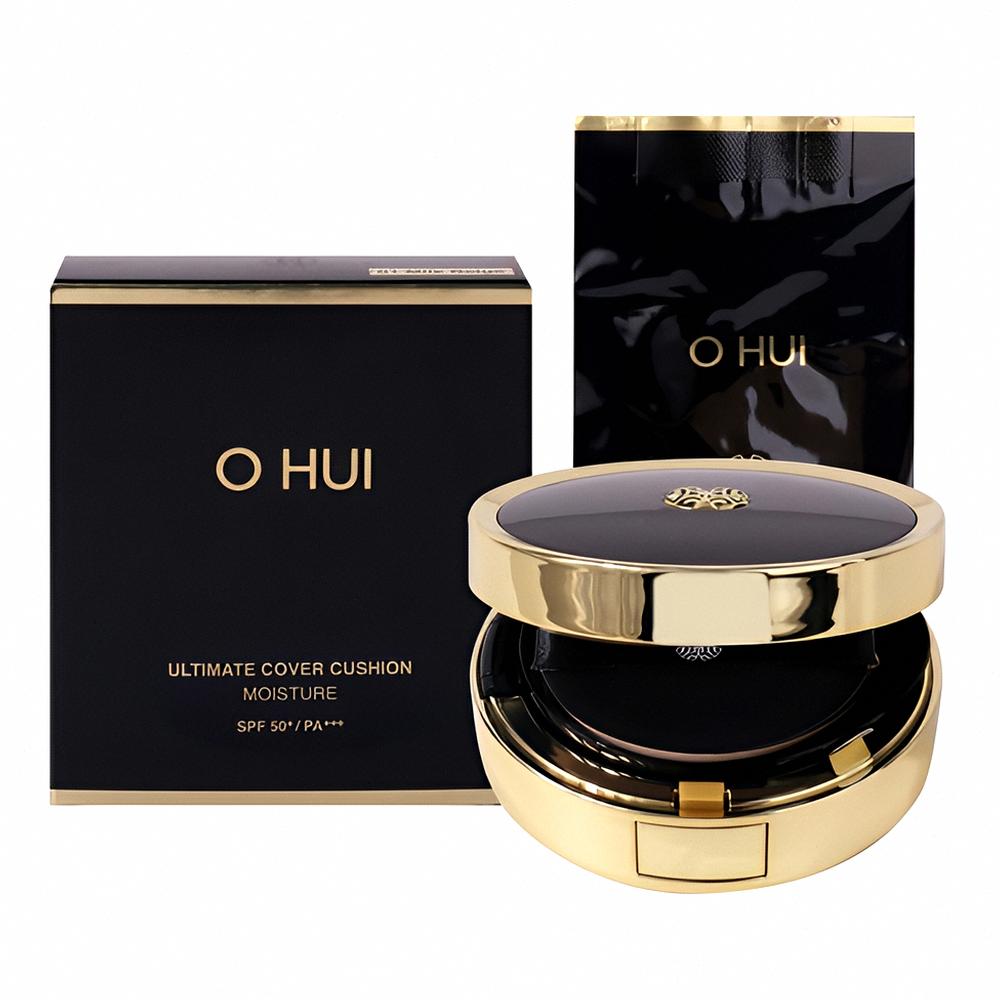 O HUI
ULTIMATE COVER CUSHION
MOISTURE
SPF 50+ / PA+++
O HUI